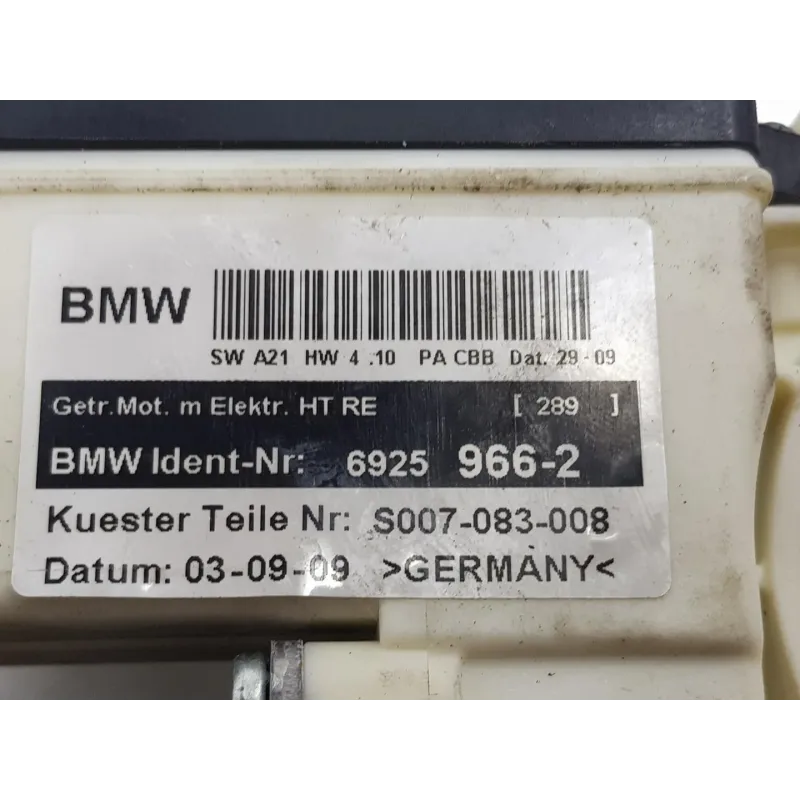 BMW
SW A21 HW 4 .10 PA CBB Dat. 29-09
Getr.Mot. m Elektr. HT RE [ 289 ]
BMW Ident-Nr: 6925 966-2
Kuester Teile Nr: S007-083-008
Datum: 03-09-09 >GERMANY<